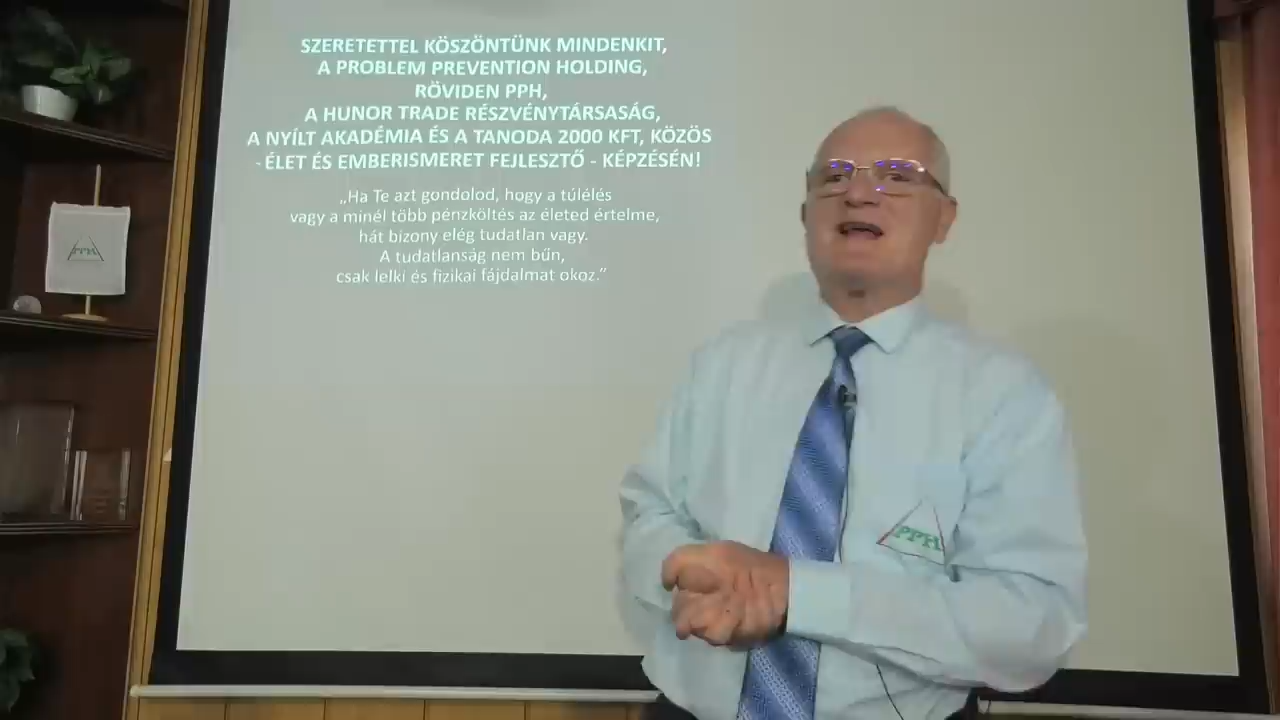 SZERETETTEL KÖSZÖNTÜNK MINDENKIT,
A PROBLEM PREVENTION HOLDING,
RÖVIDEN PPH,
A HUNOR TRADE RÉSZVÉNYTÁRSASÁG,
A NYÍLT AKADÉMIA ÉS A TANODA 2000 KFT, KÖZÖS
- ÉLET ÉS EMBERISMERET FEJLESZTŐ - KÉPZÉSÉN!
„Ha Te azt gondolod, hogy a túlélés
vagy a minél több pénzköltés az életed értelme,
hát bizony elég tudatlan vagy.
A tudatlanság nem bűn,
csak lelki és fizikai fájdalmat okoz.”
PPH
PPH